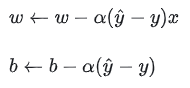 w ← w − α(ŷ − y)x
b ← b − α(ŷ − y)